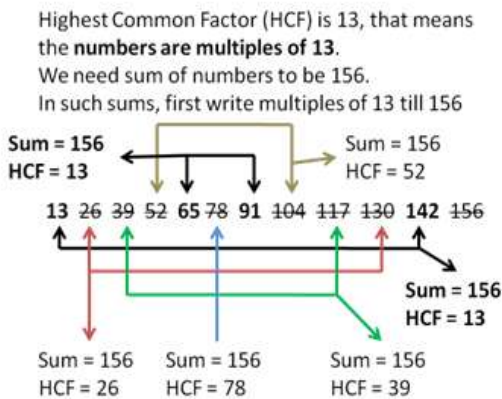 Highest Common Factor (HCF) is 13, that means
the numbers are multiples of 13.
We need sum of numbers to be 156.
In such sums, first write multiples of 13 till 156
Sum = 156
HCF = 13
Sum = 156
HCF = 52
13 26 39 52 65 78 91 104 117 130 142 156
Sum = 156
HCF = 13
Sum = 156
HCF = 26
Sum = 156
HCF = 78
Sum = 156
HCF = 39